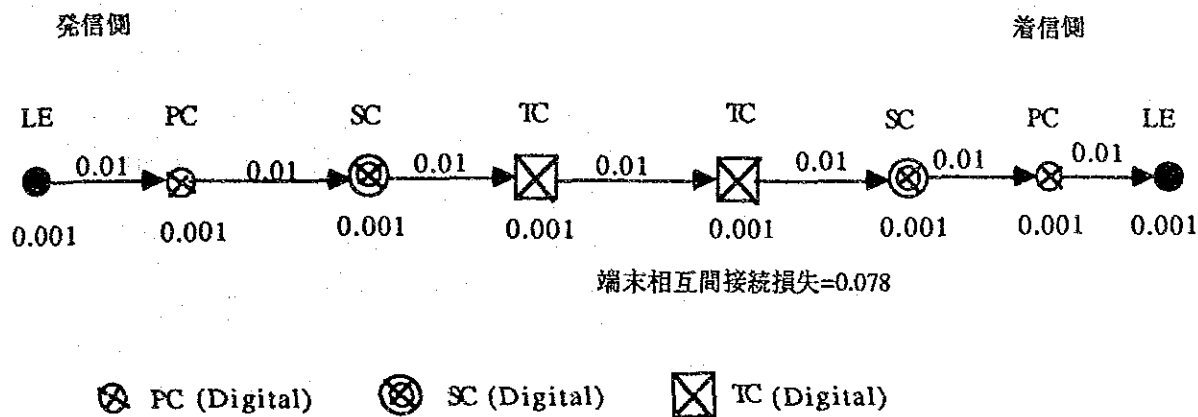 発信側 着信側
LE PC SC TC TC SC PC LE
0.01 0.01 0.01 0.01 0.01 0.01 0.01
0.001 0.001 0.001 0.001 0.001 0.001 0.001 0.001
端末相互間接続損失=0.078
PC (Digital) SC (Digital) TC (Digital)